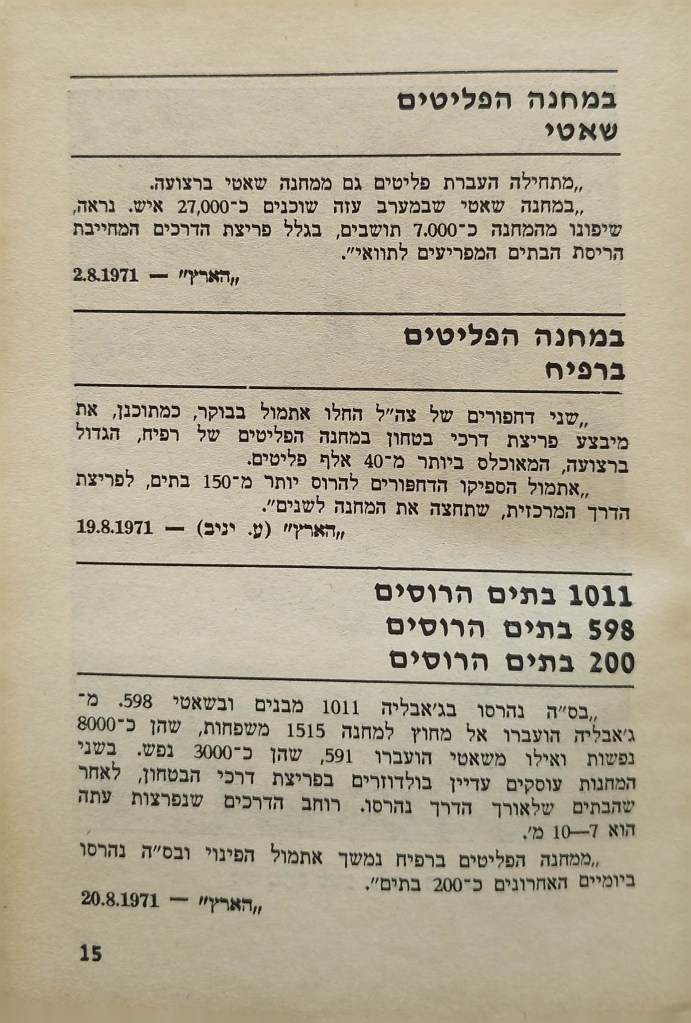 במחנה הפליטים
שאטי
„מתחילה העברת פליטים גם ממחנה שאטי ברצועה.
„במחנה שאטי שבמערב עזה שוכנים כ־27,000 איש. נראה,
שיפונו מהמחנה כ־7.000 תושבים, בגלל פריצת הדרכים המחייבת
הריסת הבתים המפריעים לתוואי”.
„הארץ” — 2.8.1971
במחנה הפליטים
ברפיח
„שני דחפורים של צה”ל החלו אתמול בבוקר, כמתוכנן, את
מיבצע פריצת דרכי בטחון במחנה הפליטים של רפיח, הגדול
ברצועה, המאוכלס ביותר מ־40 אלף פליטים.
„אתמול הספיקו הדחפורים להרוס יותר מ־150 בתים, לפריצת
הדרך המרכזית, שתחצה את המחנה לשנים”.
„הארץ” (ע. יניב) — 19.8.1971
1011 בתים הרוסים
598 בתים הרוסים
200 בתים הרוסים
„בס”ה נהרסו בג׳אבליה 1011 מבנים ובשאטי 598. מ־
ג׳אבליה הועברו אל מחוץ למחנה 1515 משפחות, שהן כ־8000
נפשות ואילו משאטי הועברו 591, שהן כ־3000 נפש. בשני
המחנות עוסקים עדיין בולדוזרים בפריצת דרכי הבטחון, לאחר
שהבתים שלאורך הדרך נהרסו. רוחב הדרכים שנפרצות עתה
הוא 7—10 מ׳.
„ממחנה הפליטים ברפיח נמשך אתמול הפינוי ובס”ה נהרסו
ביומיים האחרונים כ־200 בתים”.
„הארץ” — 20.8.1971
15